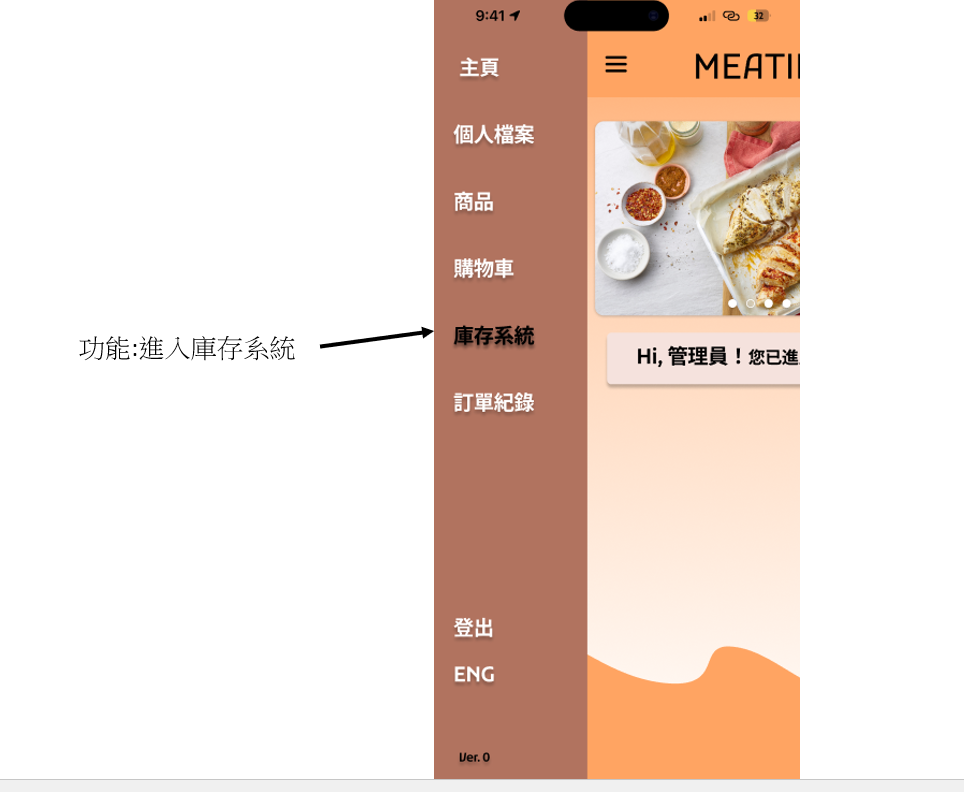 9:41
32
主頁
MEATI
個人檔案
商品
購物車
功能:進入庫存系統
庫存系統
Hi, 管理員！您已進
訂單紀錄
登出
ENG
Ver. 0